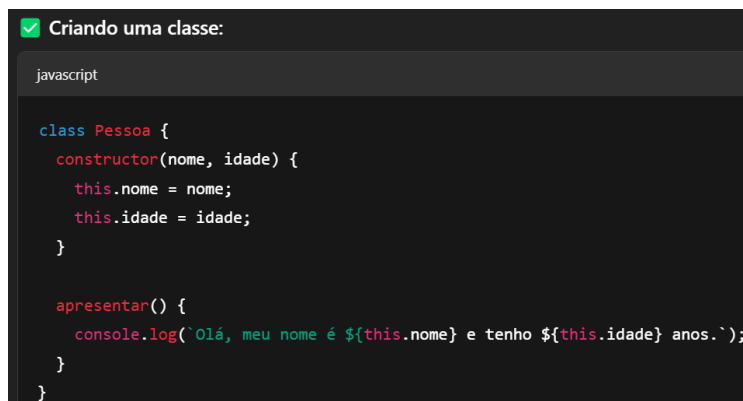 ✅ Criando uma classe:
javascript
class Pessoa {
constructor(nome, idade) {
this.nome = nome;
this.idade = idade;
}
apresentar() {
console.log(`Olá, meu nome é ${this.nome} e tenho ${this.idade} anos.`);
}
}